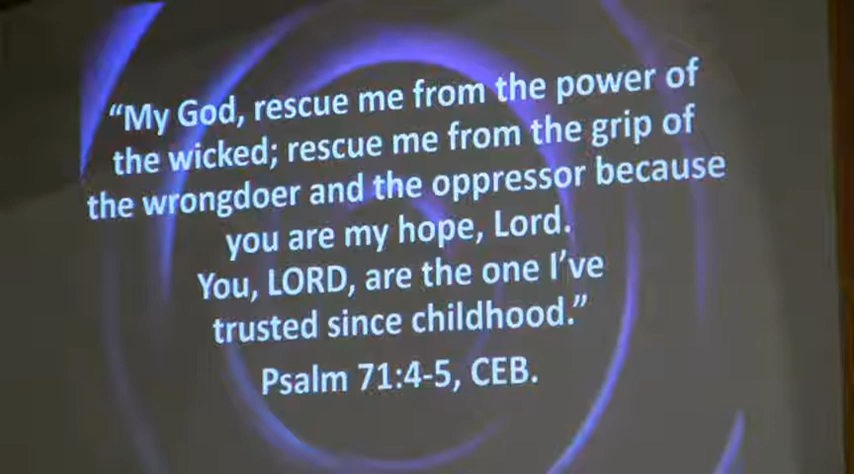 “My God, rescue me from the power of
the wicked; rescue me from the grip of
the wrongdoer and the oppressor because
you are my hope, Lord.
You, LORD, are the one I’ve
trusted since childhood.”
Psalm 71:4-5, CEB.